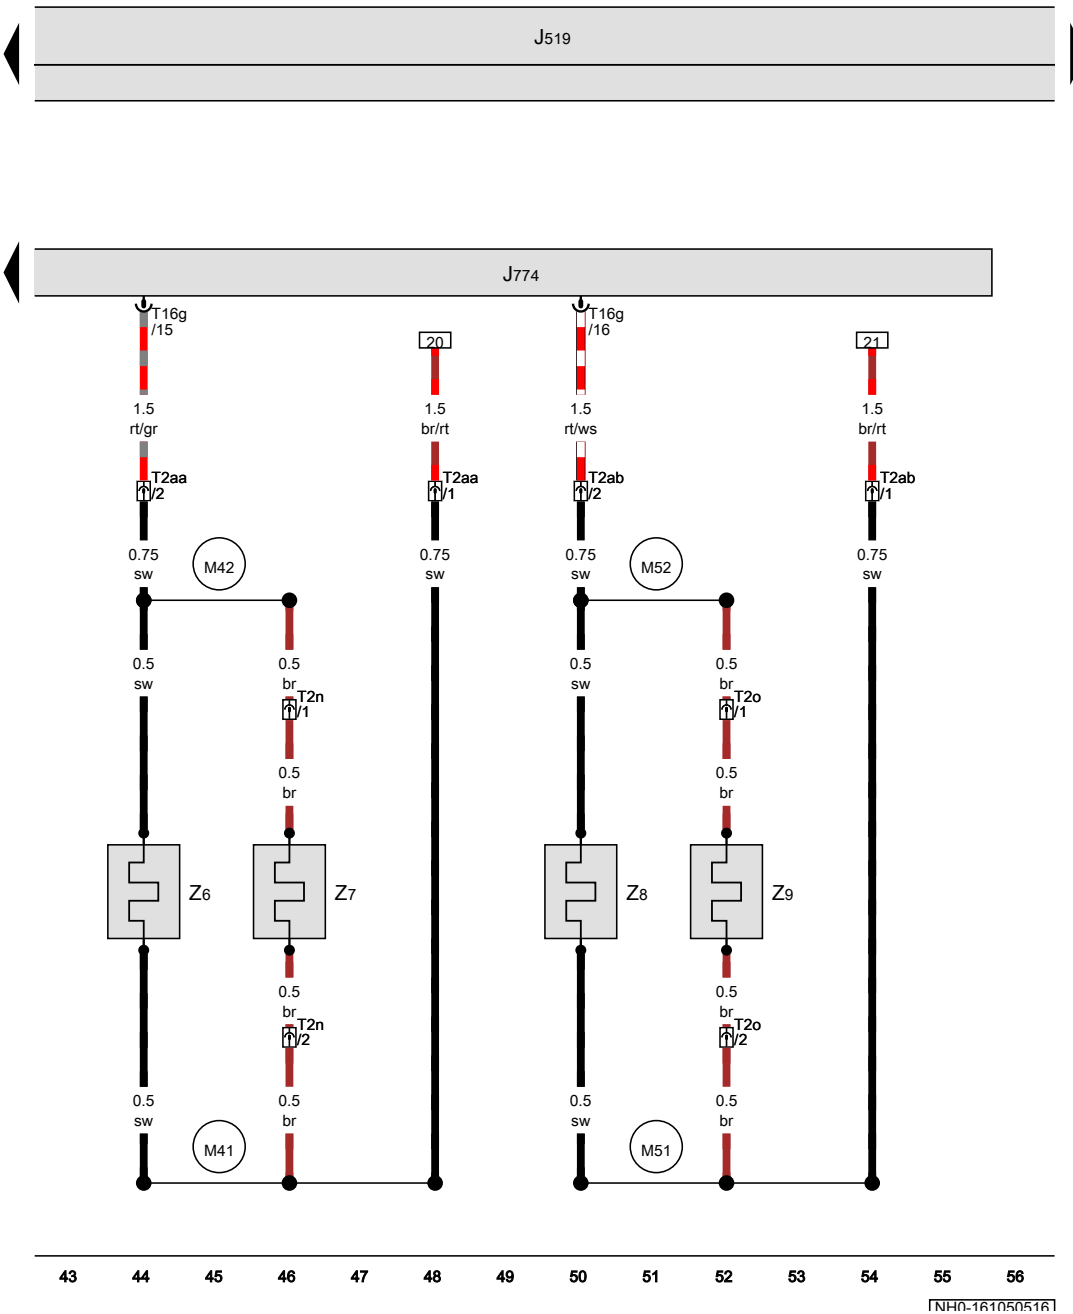 J519
J774
T16g
/15
T16g
/16
20
21
1.5
rt/gr
1.5
br/rt
1.5
rt/ws
1.5
br/rt
T2aa
/2
T2aa
/1
T2ab
/2
T2ab
/1
0.75
sw
M42
0.75
sw
0.75
sw
M52
0.75
sw
0.5
sw
0.5
br
0.5
sw
0.5
br
T2n
/1
T2o
/1
0.5
br
0.5
br
Z6
Z7
Z8
Z9
0.5
br
0.5
br
T2n
/2
T2o
/2
0.5
sw
0.5
br
0.5
sw
0.5
br
M41
M51
43 44 45 46 47 48 49 50 51 52 53 54 55 56
NH0-161050516